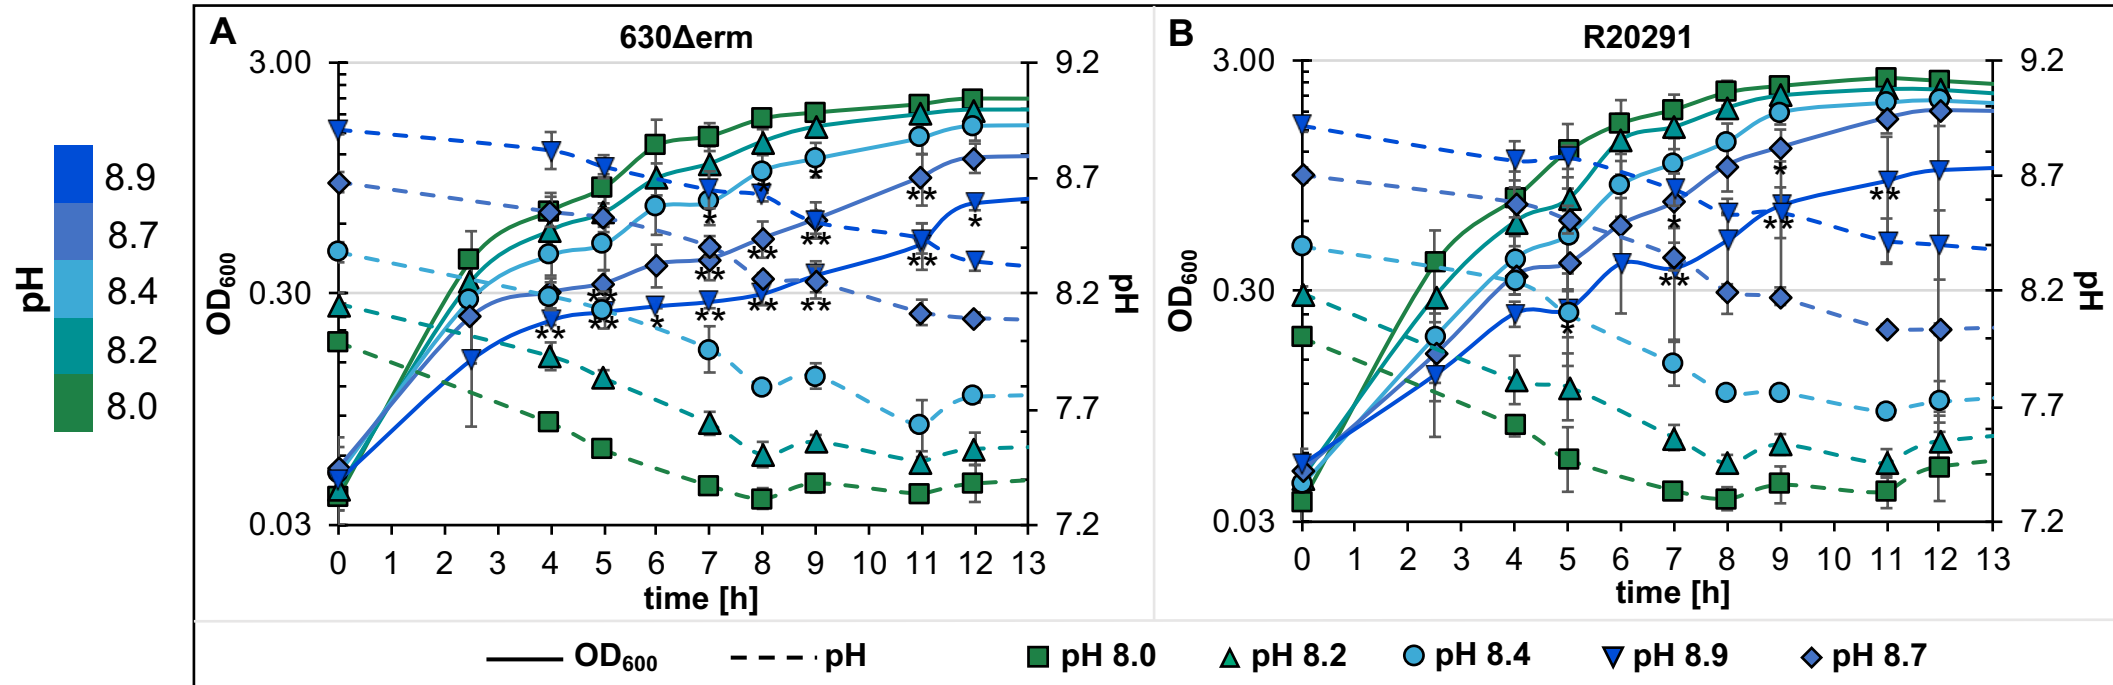 A
630Δerm
B
R20291
3.00
0.30
0.03
OD600
9.2
8.7
8.2
7.7
7.2
pH
0 1 2 3 4 5 6 7 8 9 10 11 12 13
time [h]
** ** ** * * ** ** * ** ** * ** ** ** ** *
3.00
0.30
0.03
OD600
9.2
8.7
8.2
7.7
7.2
pH
0 1 2 3 4 5 6 7 8 9 10 11 12 13
time [h]
* * ** * ** **
pH
8.9
8.7
8.4
8.2
8.0
OD600
pH
pH 8.0
pH 8.2
pH 8.4
pH 8.9
pH 8.7